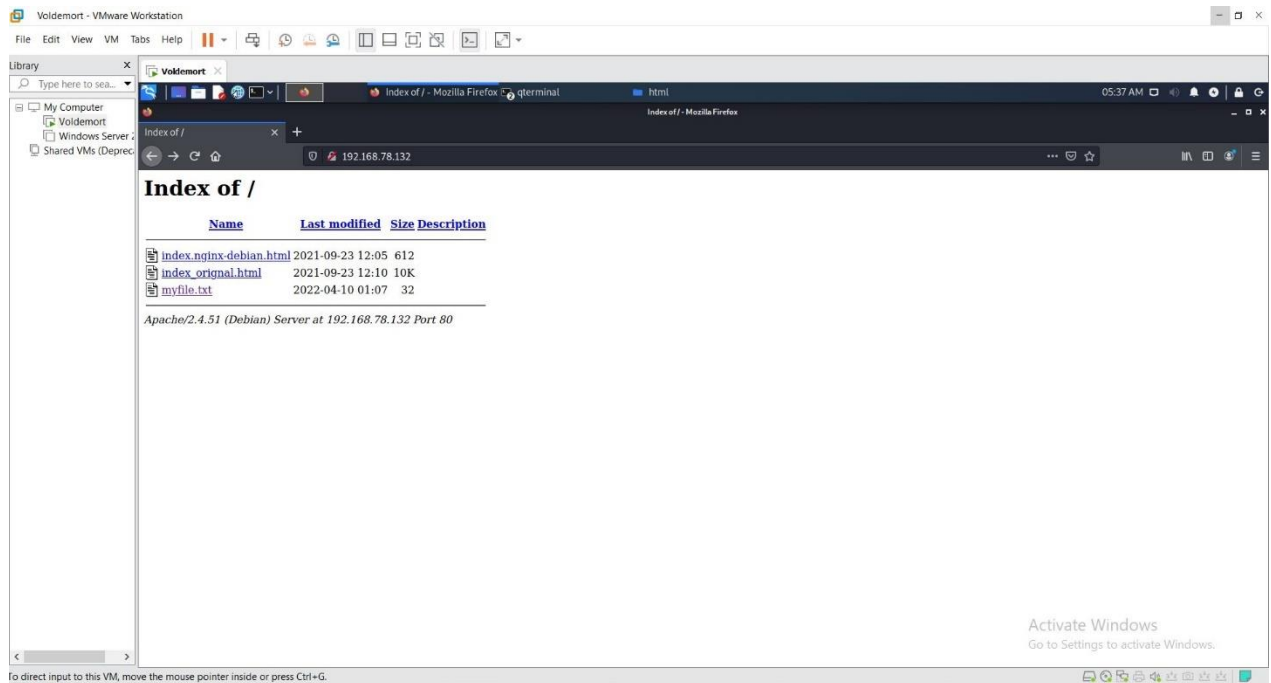 Voldemort - VMware Workstation
File Edit View VM Tabs Help
Library X
Type here to sea...
My Computer
Voldemort
Windows Server 2
Shared VMs (Deprec
Voldemort
Index of / - Mozilla Firefox qterminal html 05:37 AM
Index of / - Mozilla Firefox
Index of /
192.168.78.132
Index of /
Name Last modified Size Description
index.nginx-debian.html 2021-09-23 12:05 612
index_orignal.html 2021-09-23 12:10 10K
myfile.txt 2022-04-10 01:07 32
Apache/2.4.51 (Debian) Server at 192.168.78.132 Port 80
Activate Windows
Go to Settings to activate Windows.
To direct input to this VM, move the mouse pointer inside or press Ctrl+G.